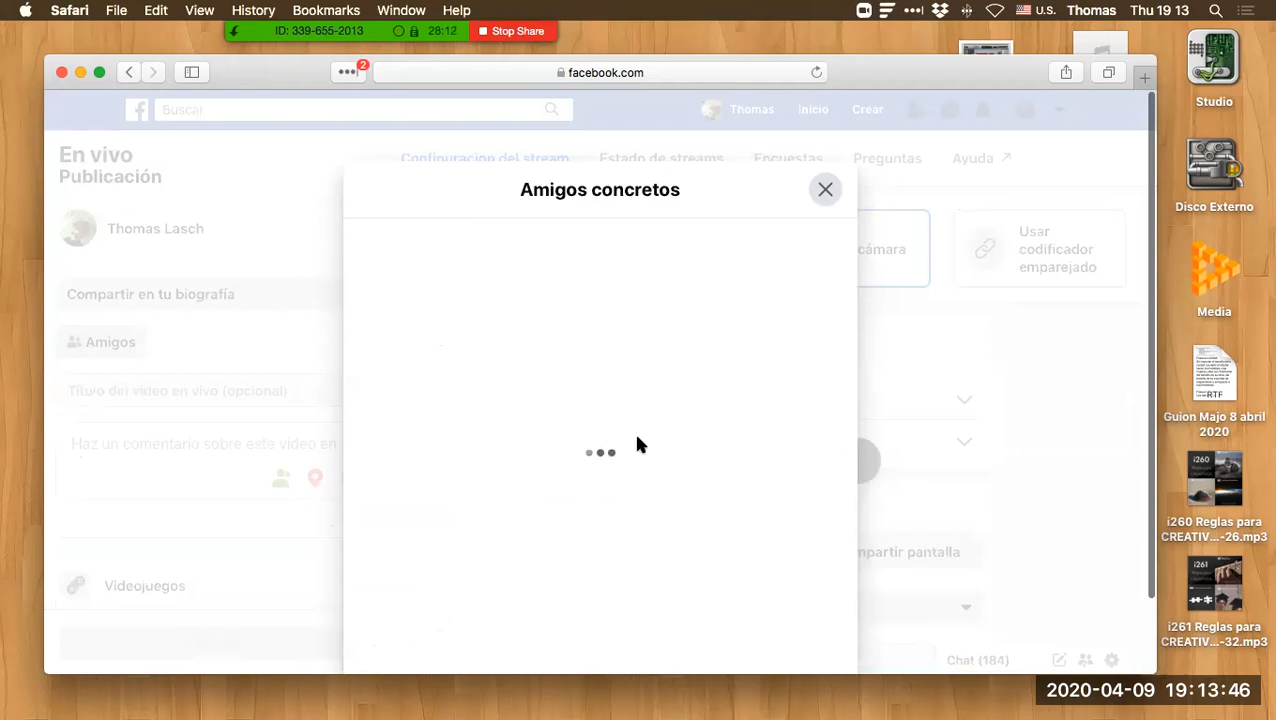 Safari File Edit View History Bookmarks Window Help
U.S. Thomas Thu 19 13
ID: 339-655-2013 28:12 Stop Share
2
facebook.com
Buscar
Thomas Inicio Crear
En vivo
Publicación
Configuración del stream Estado de streams Encuestas Preguntas Ayuda
Amigos concretos
Thomas Lasch
cámara
Usar
codificador
emparejado
Compartir en tu biografía
Amigos
Título del video en vivo (opcional)
Haz un comentario sobre este video en
mpartir pantalla
Videojuegos
Chat (184)
Studio
Disco Externo
Media
RTF
Guion Majo 8 abril
2020
i260
i260 Reglas para
CREATIV...-26.mp3
i261
i261 Reglas para
CREATIV...-32.mp3
2020-04-09 19:13:46